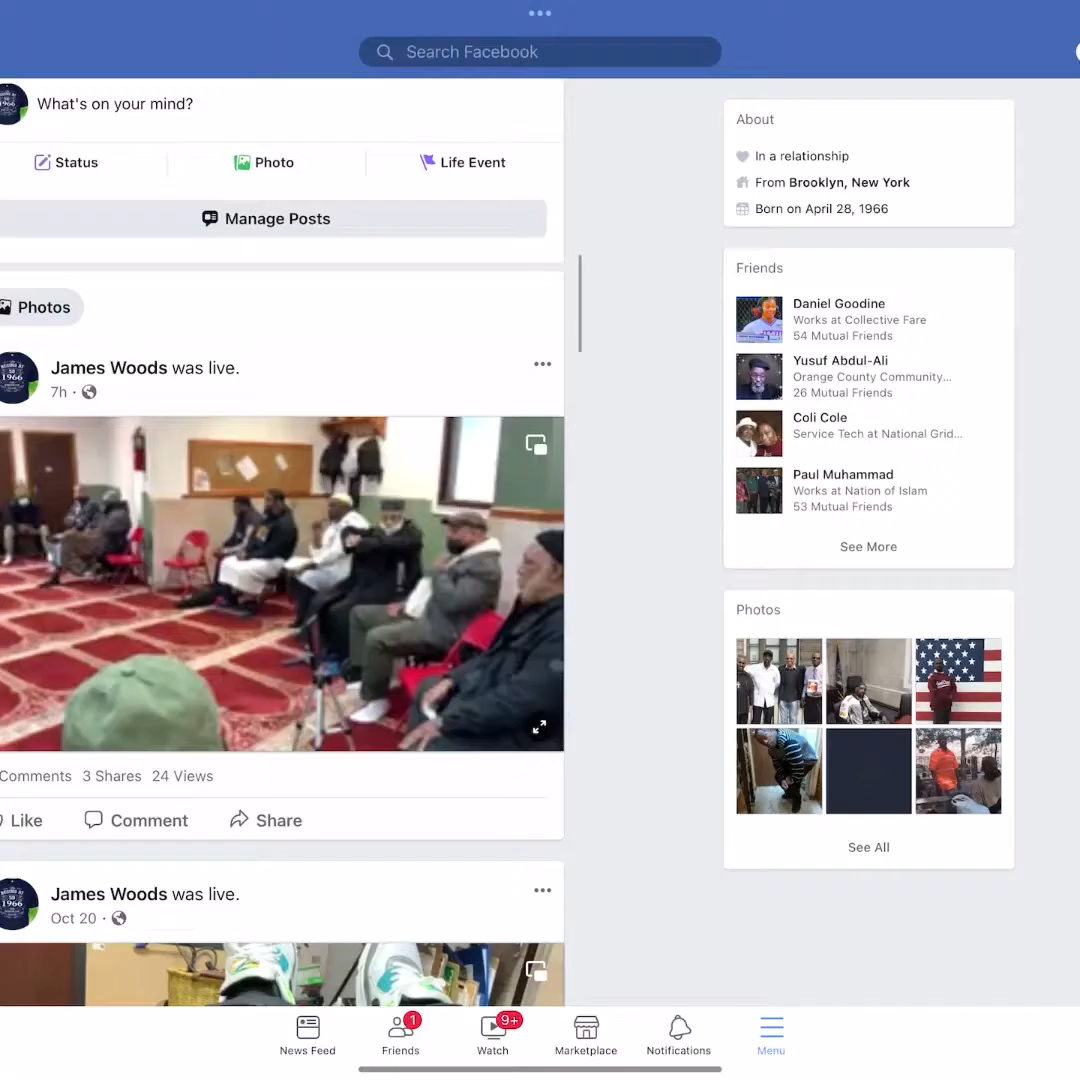 Search Facebook
What's on your mind?
Status
Photo
Life Event
Manage Posts
Photos
James Woods was live.
7h ·
Comments 3 Shares 24 Views
Like
Comment
Share
James Woods was live.
Oct 20 ·
About
In a relationship
From Brooklyn, New York
Born on April 28, 1966
Friends
Daniel Goodine
Works at Collective Fare
54 Mutual Friends
Yusuf Abdul-Ali
Orange County Community...
26 Mutual Friends
Coli Cole
Service Tech at National Grid...
Paul Muhammad
Works at Nation of Islam
53 Mutual Friends
See More
Photos
See All
1
9+
News Feed
Friends
Watch
Marketplace
Notifications
Menu